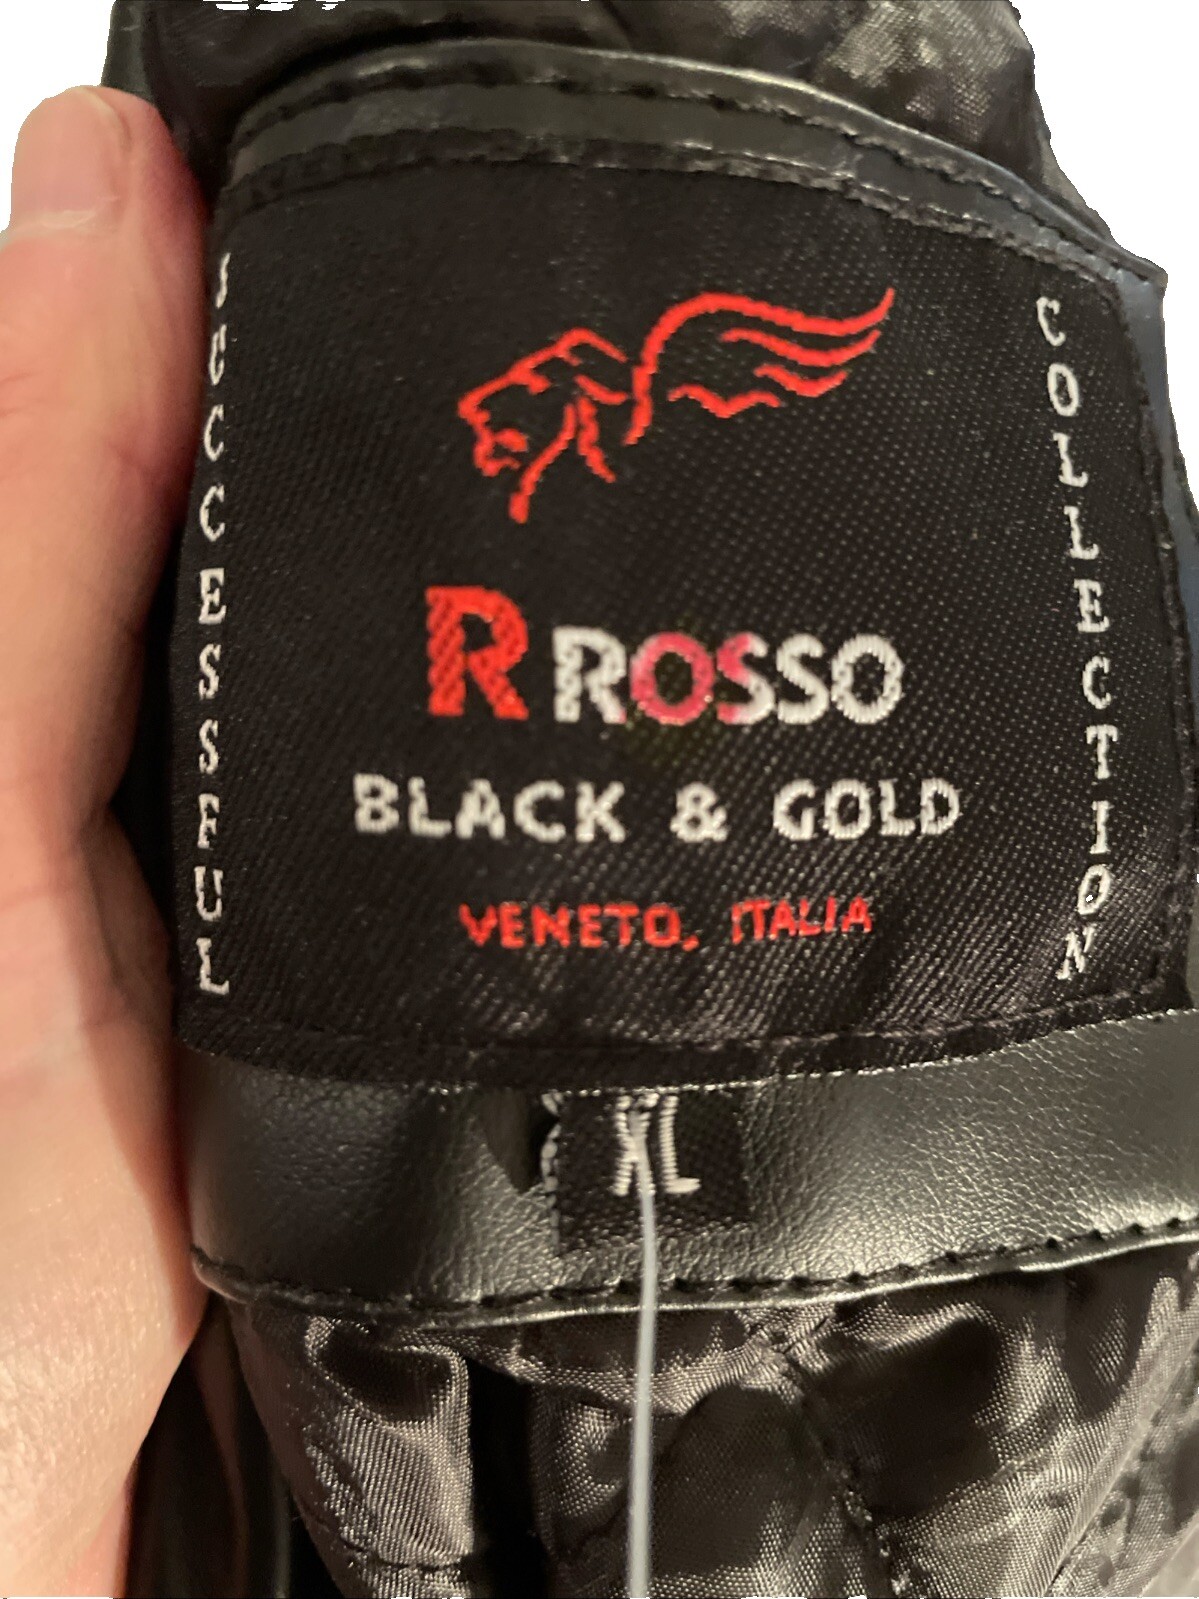 SUCCESSFUL
R ROSSO
BLACK & GOLD
VENETO, ITALIA
COLLECTION
XL